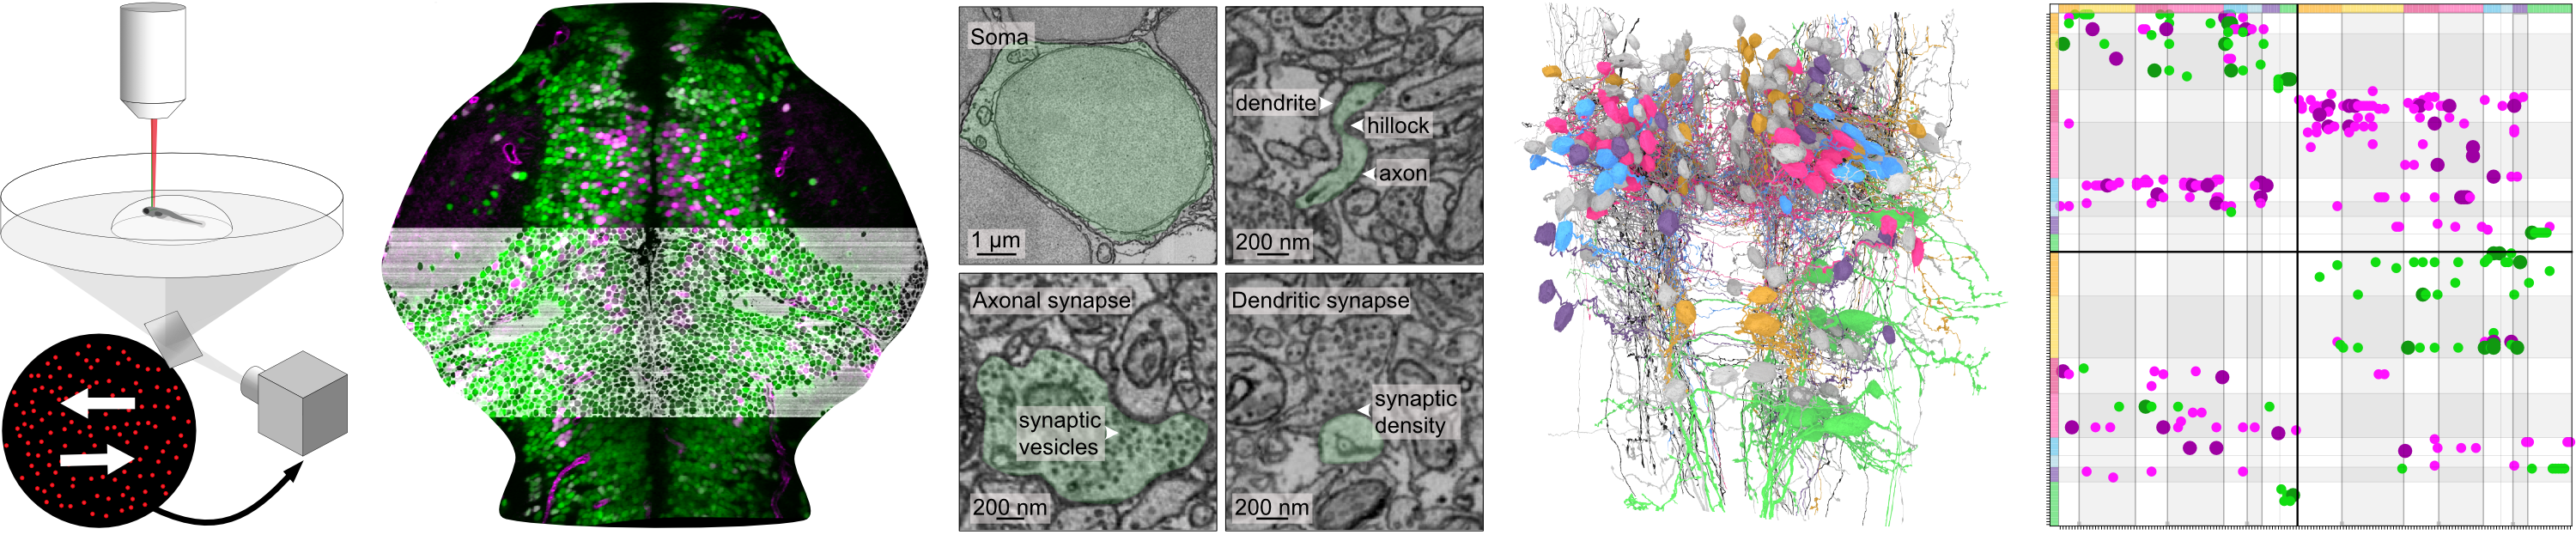 Soma
1 µm
dendrite
hillock
axon
200 nm
Axonal synapse
synaptic
vesicles
200 nm
Dendritic synapse
synaptic
density
200 nm